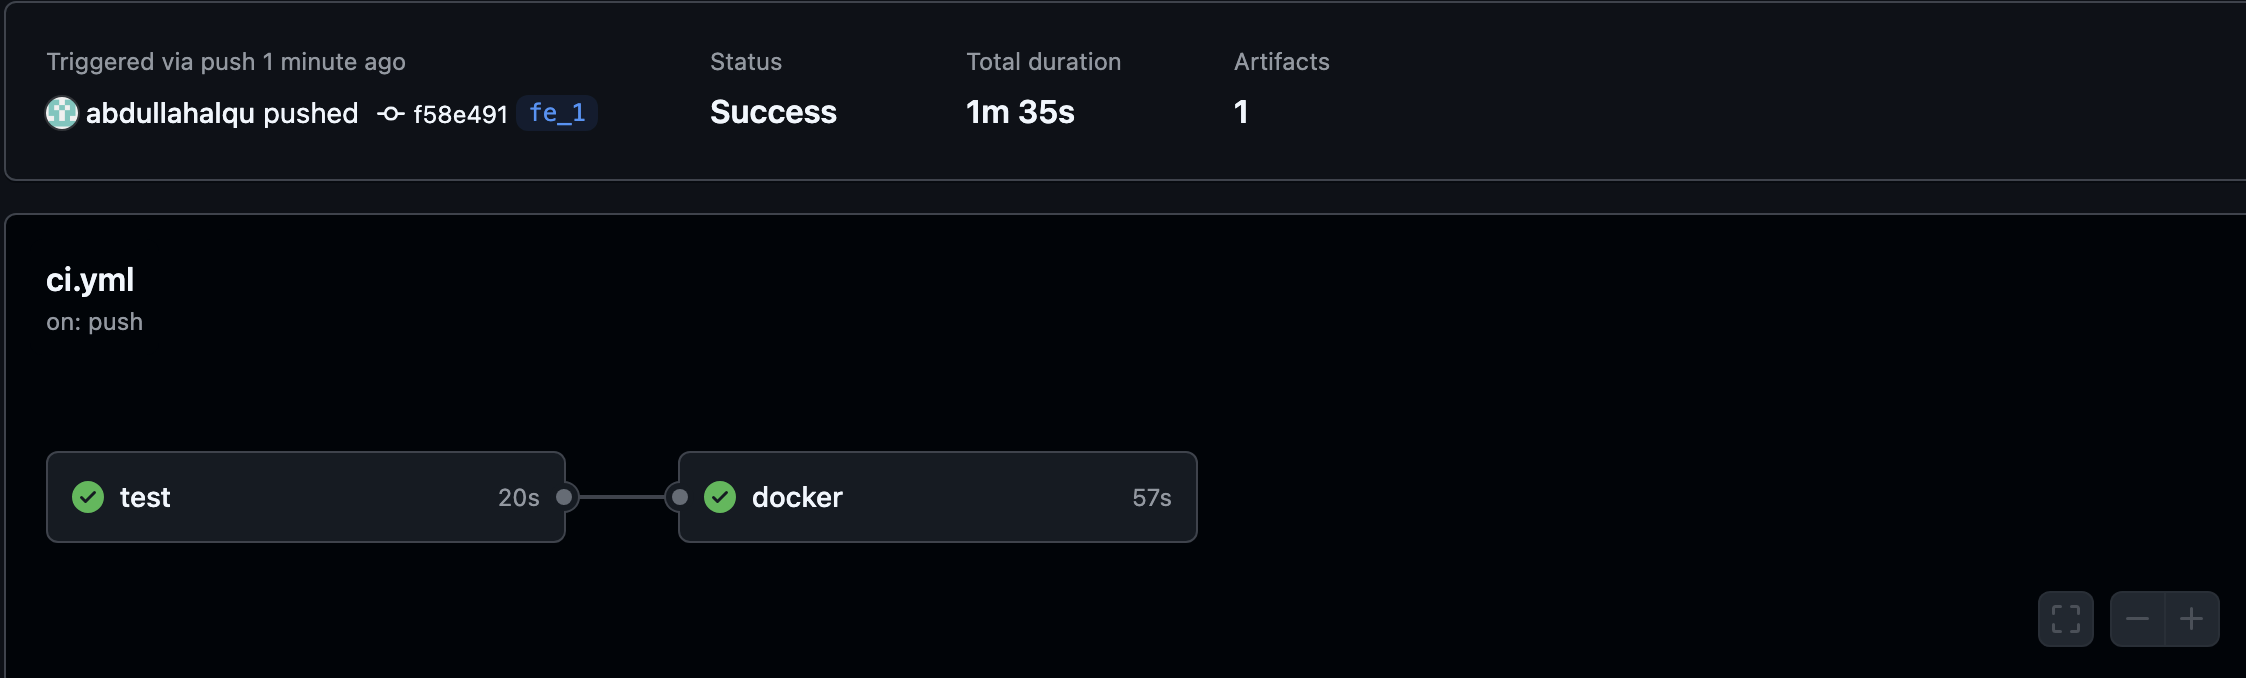 Triggered via push 1 minute ago
abdullahalqu pushed f58e491 fe_1
Status
Success
Total duration
1m 35s
Artifacts
1
ci.yml
on: push
test 20s
docker 57s